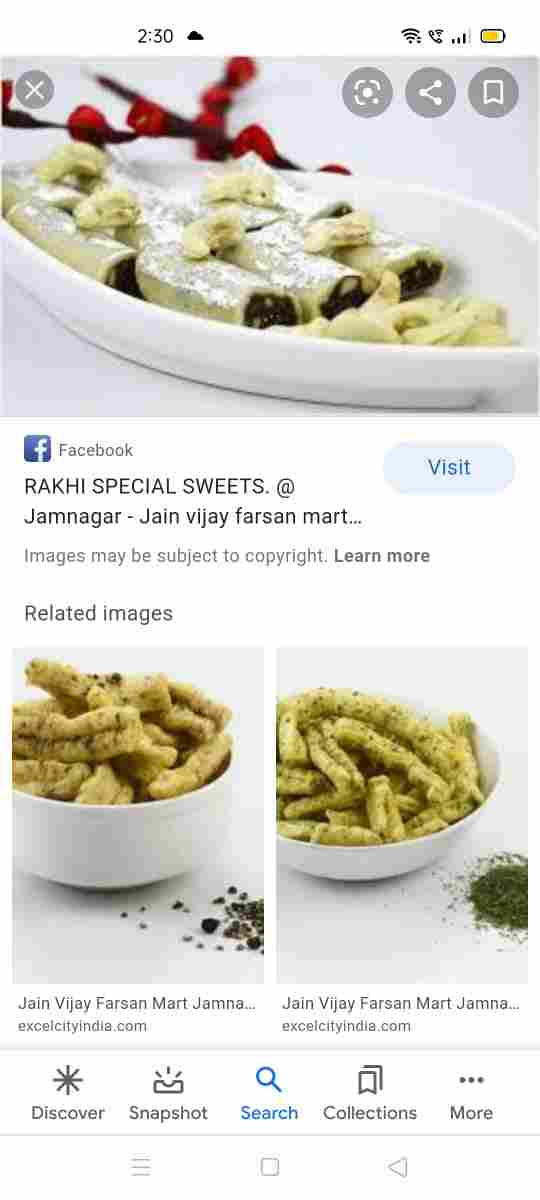 2:30
Facebook
Visit
RAKHI SPECIAL SWEETS. @
Jamnagar - Jain vijay farsan mart...
Images may be subject to copyright. Learn more
Related images
Jain Vijay Farsan Mart Jamna...
excelcityindia.com
Jain Vijay Farsan Mart Jamna...
excelcityindia.com
Discover
Snapshot
Search
Collections
More